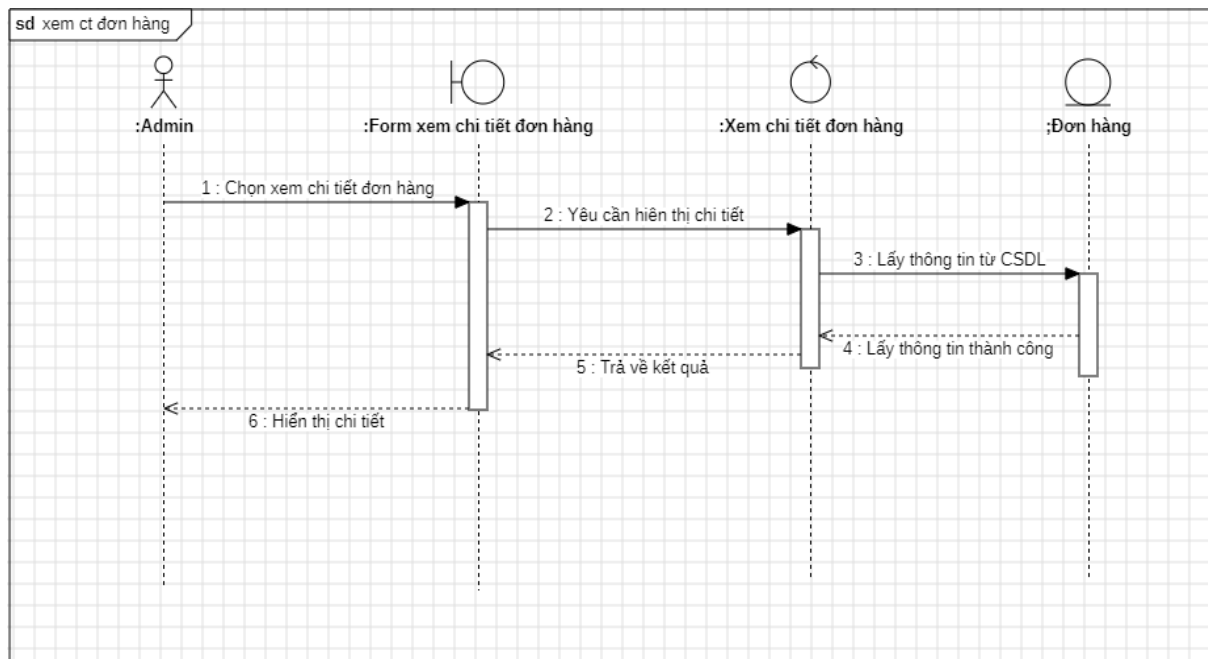 sd xem ct đơn hàng
:Admin
:Form xem chi tiết đơn hàng
:Xem chi tiết đơn hàng
;Đơn hàng
1 : Chọn xem chi tiết đơn hàng
2 : Yêu cần hiên thị chi tiết
3 : Lấy thông tin từ CSDL
4 : Lấy thông tin thành công
5 : Trả về kết quả
6 : Hiển thị chi tiết